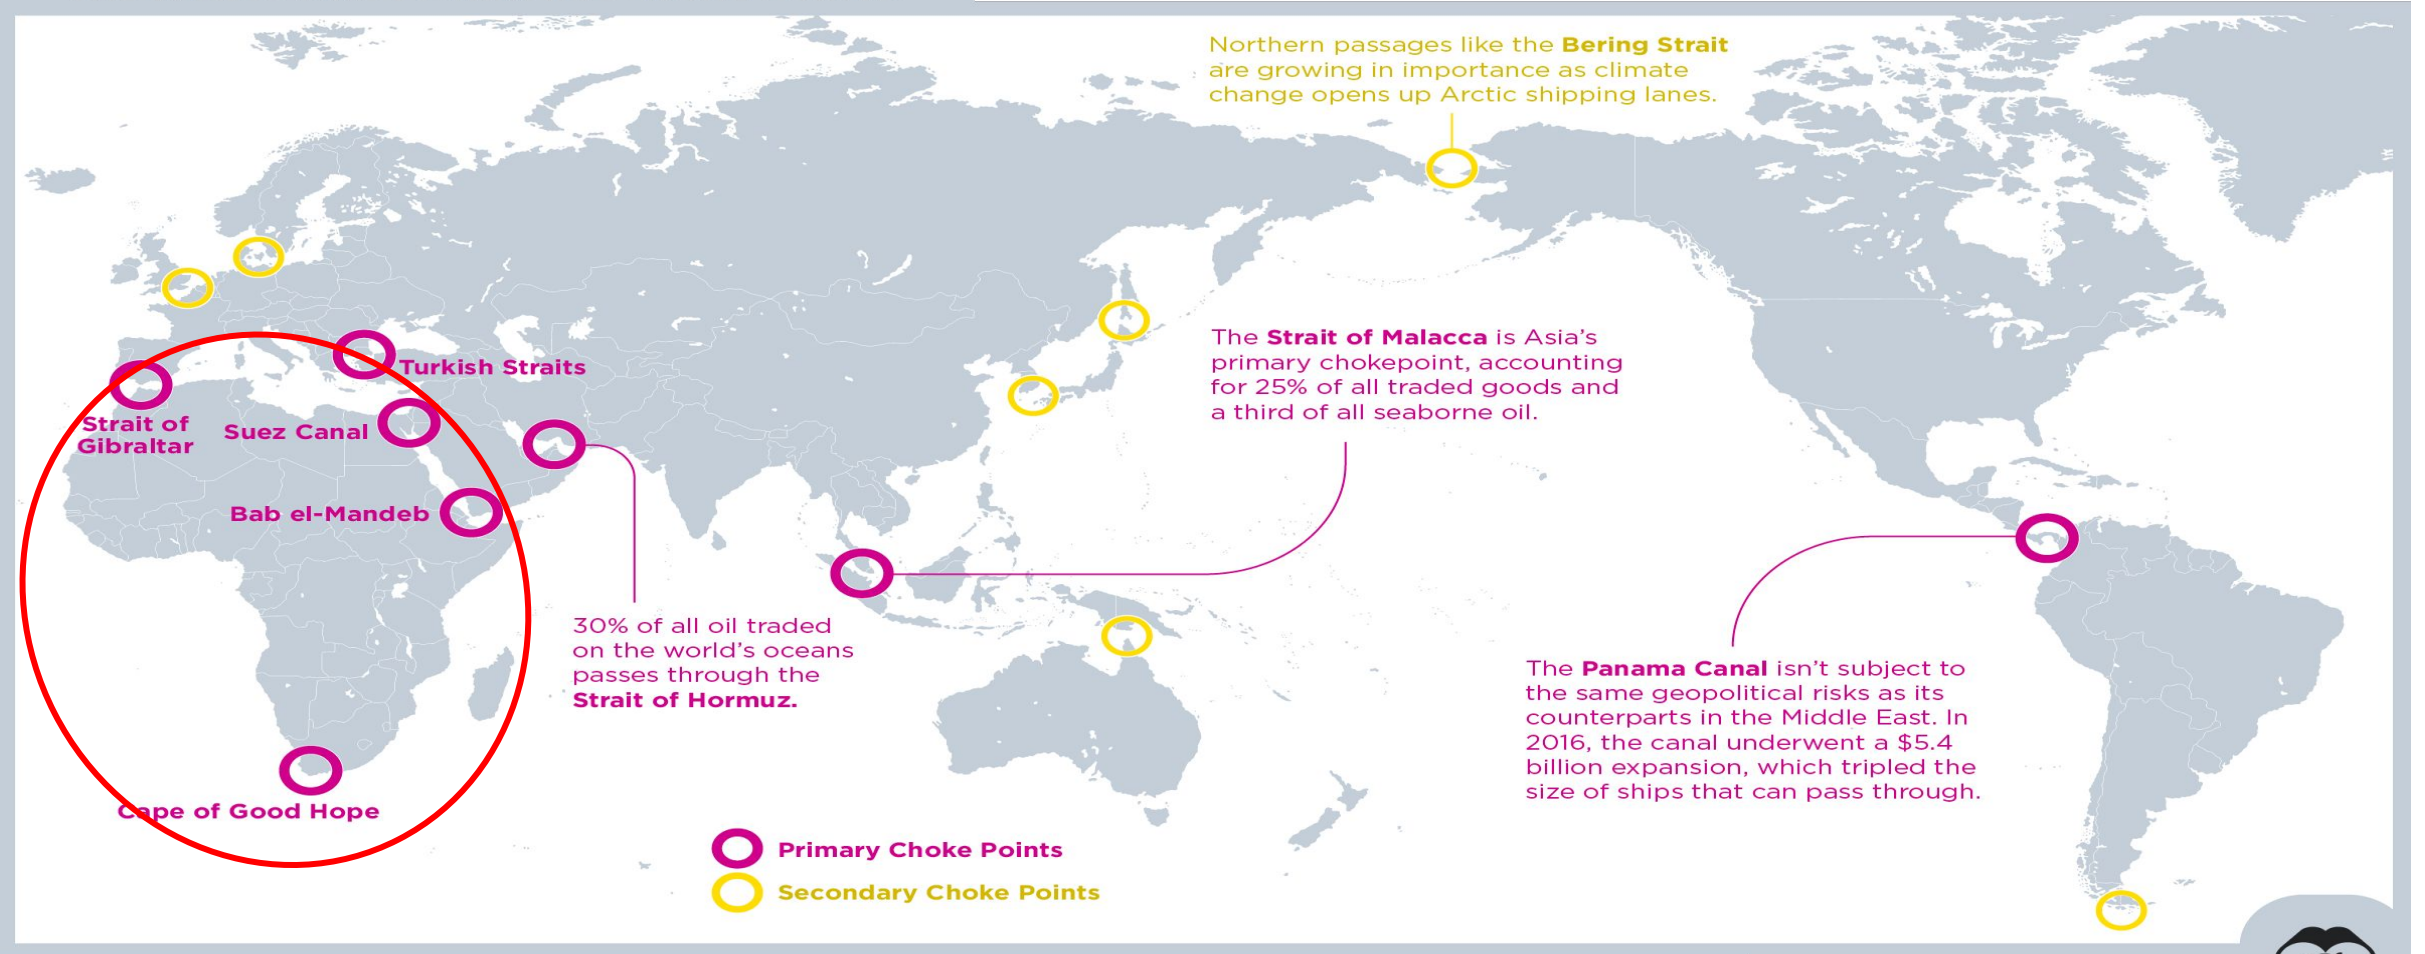 Northern passages like the Bering Strait
are growing in importance as climate
change opens up Arctic shipping lanes.
The Strait of Malacca is Asia’s
primary chokepoint, accounting
for 25% of all traded goods and
a third of all seaborne oil.
Turkish Straits
Strait of
Gibraltar
Suez Canal
Bab el-Mandeb
30% of all oil traded
on the world’s oceans
passes through the
Strait of Hormuz.
The Panama Canal isn’t subject to
the same geopolitical risks as its
counterparts in the Middle East. In
2016, the canal underwent a $5.4
billion expansion, which tripled the
size of ships that can pass through.
Cape of Good Hope
Primary Choke Points
Secondary Choke Points